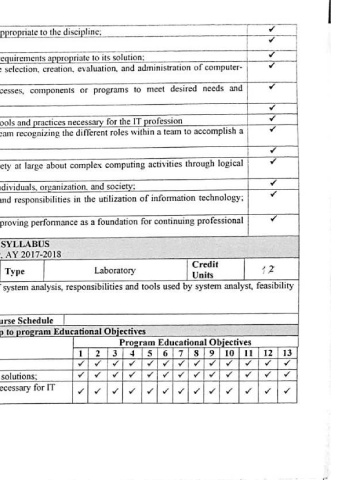 ppropriate to the discipline; ✓
✓
equirements appropriate to its solution; ✓
e selection, creation, evaluation, and administration of computer- ✓
cesses, components or programs to meet desired needs and ✓
✓
ools and practices necessary for the IT profession ✓
eam recognizing the different roles within a team to accomplish a ✓
✓
ety at large about complex computing activities through logical ✓
dividuals, organization, and society; ✓
and responsibilities in the utilization of information technology; ✓
proving performance as a foundation for continuing professional ✓
SYLLABUS
, AY 2017-2018
Type Laboratory Credit Units
system analysis, responsibilities and tools used by system analyst, feasibility
urse Schedule
p to program Educational Objectives
Program Educational Objectives
1 2 3 4 5 6 7 8 9 10 11 12 13
✓ ✓ ✓ ✓ ✓ ✓ ✓ ✓ ✓ ✓ ✓ ✓ ✓
solutions; ✓ ✓ ✓ ✓ ✓ ✓ ✓ ✓ ✓ ✓ ✓ ✓ ✓
ecessary for IT ✓ ✓ ✓ ✓ ✓ ✓ ✓ ✓ ✓ ✓ ✓ ✓ ✓